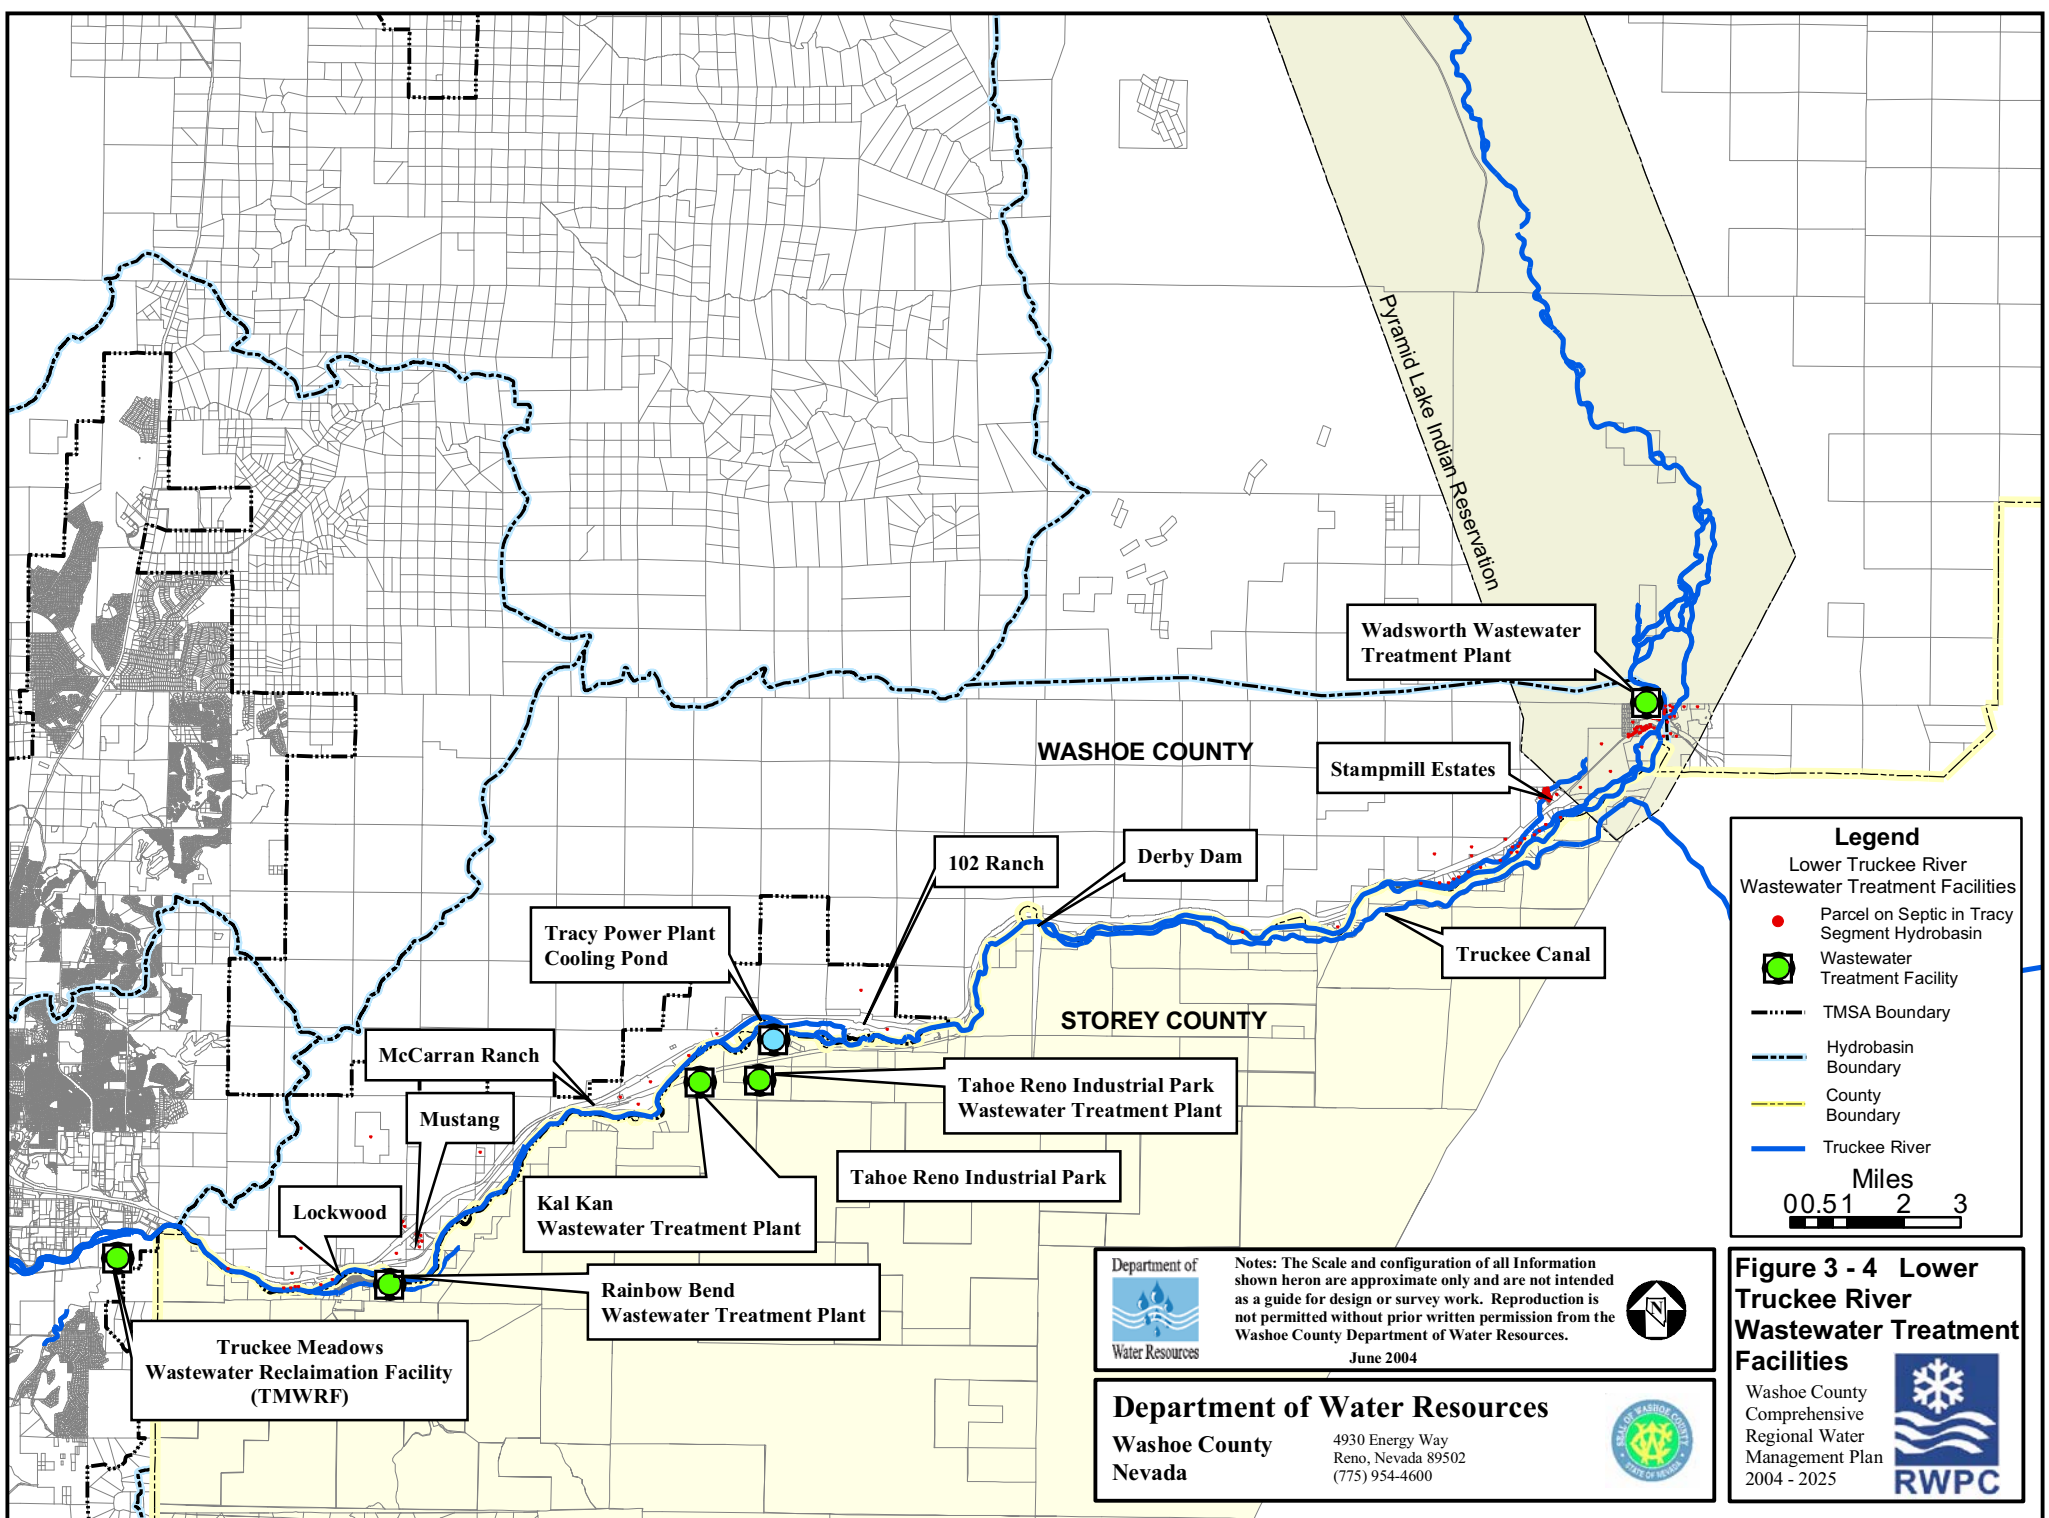 Pyramid Lake Indian Reservation
Wadsworth Wastewater
Treatment Plant
WASHOE COUNTY
Stampmill Estates
102 Ranch
Derby Dam
Tracy Power Plant
Cooling Pond
Truckee Canal
STOREY COUNTY
McCarran Ranch
Tahoe Reno Industrial Park
Wastewater Treatment Plant
Mustang
Tahoe Reno Industrial Park
Kal Kan
Wastewater Treatment Plant
Lockwood
Rainbow Bend
Wastewater Treatment Plant
Truckee Meadows
Wastewater Reclaimation Facility
(TMWRF)
Legend
Lower Truckee River
Wastewater Treatment Facilities
Parcel on Septic in Tracy
Segment Hydrobasin
Wastewater
Treatment Facility
TMSA Boundary
Hydrobasin
Boundary
County
Boundary
Truckee River
Miles
0 0.5 1 2 3
Department of
Water Resources
Notes: The Scale and configuration of all Information
shown heron are approximate only and are not intended
as a guide for design or survey work. Reproduction is
not permitted without prior written permission from the
Washoe County Department of Water Resources.
June 2004
N
Department of Water Resources
Washoe County
Nevada
4930 Energy Way
Reno, Nevada 89502
(775) 954-4600
SEAL OF WASHOE COUNTY
STATE OF NEVADA
Figure 3 - 4 Lower
Truckee River
Wastewater Treatment
Facilities
Washoe County
Comprehensive
Regional Water
Management Plan
2004 - 2025
RWPC